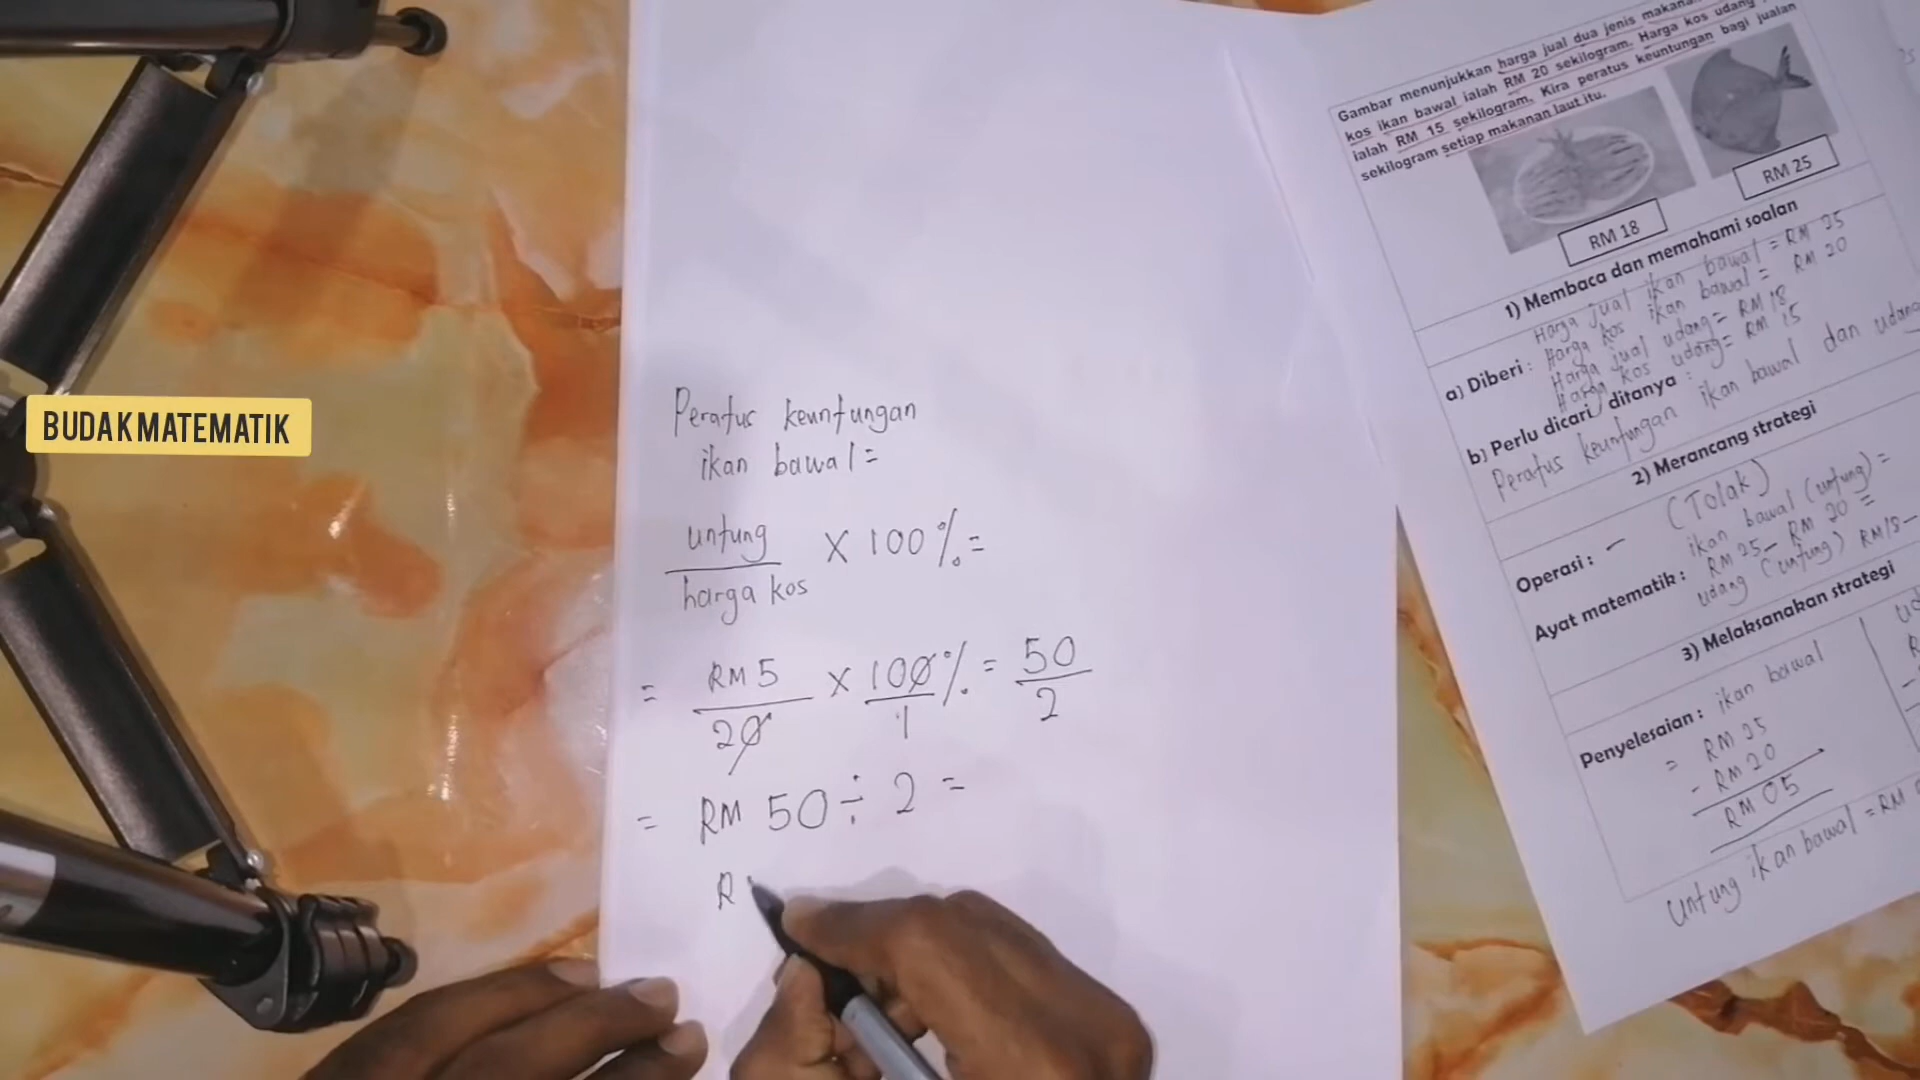 BUDAK MATEMATIK
Peratus keuntungan
ikan bawal =
untung
harga kos
X 100 % =
= RM 5 X 100 % = 50
20 1 2
= RM 50 ÷ 2 =
R
Gambar menunjukkan harga jual dua jenis makanan
kos ikan bawal ialah RM 20 sekilogram. Harga kos udang
ialah RM 15 sekilogram. Kira peratus keuntungan bagi jualan
sekilogram setiap makanan laut itu.
RM 18
RM 25
1) Membaca dan memahami soalan
a) Diberi :
Harga jual ikan bawal = RM 25
Harga kos ikan bawal = RM 20
Harga jual udang = RM 18
Harga kos udang = RM 15
b) Perlu dicari/ ditanya :
Peratus keuntungan ikan bawal dan udang
2) Merancang strategi
Operasi : - (Tolak)
Ayat matematik :
ikan bawal (untung) =
RM 25 - RM 20 =
udang (untung) RM 18 -
3) Melaksanakan strategi
Penyelesaian : ikan bawal
= RM 25
- RM 20
RM 05
untung ikan bawal = RM